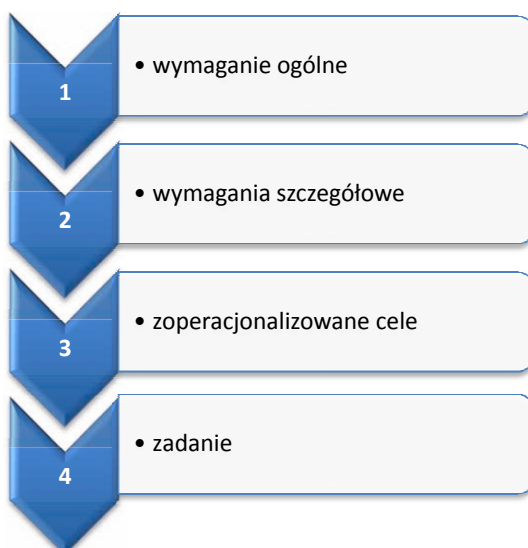 1
• wymaganie ogólne
2
• wymagania szczegółowe
3
• zoperacjonalizowane cele
4
• zadanie